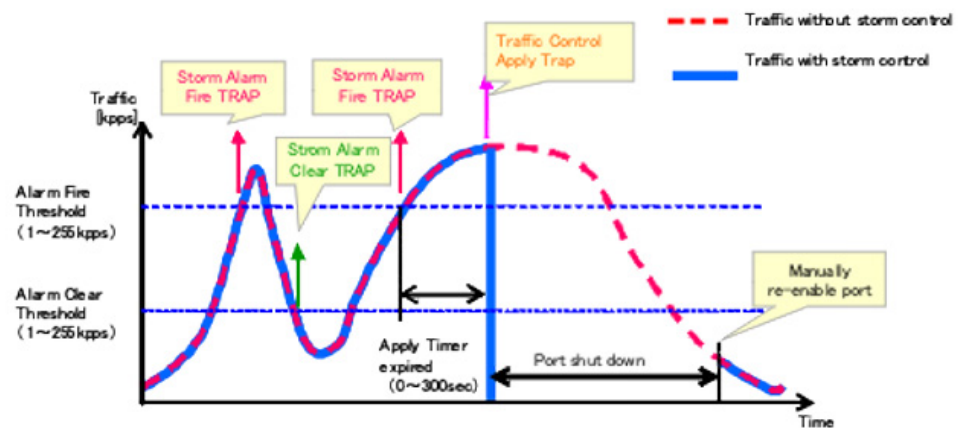 Traffic without storm control
Traffic with storm control
Traffic Control
Apply Trap
Storm Alarm
Fire TRAP
Storm Alarm
Fire TRAP
Strom Alarm
Clear TRAP
Traffic
[kpps]
Alarm Fire
Threshold
(1～255kpps)
Alarm Clear
Threshold
(1～255kpps)
Manually
re-enable port
Apply Timer
expired
(0～300sec)
Port shut down
Time